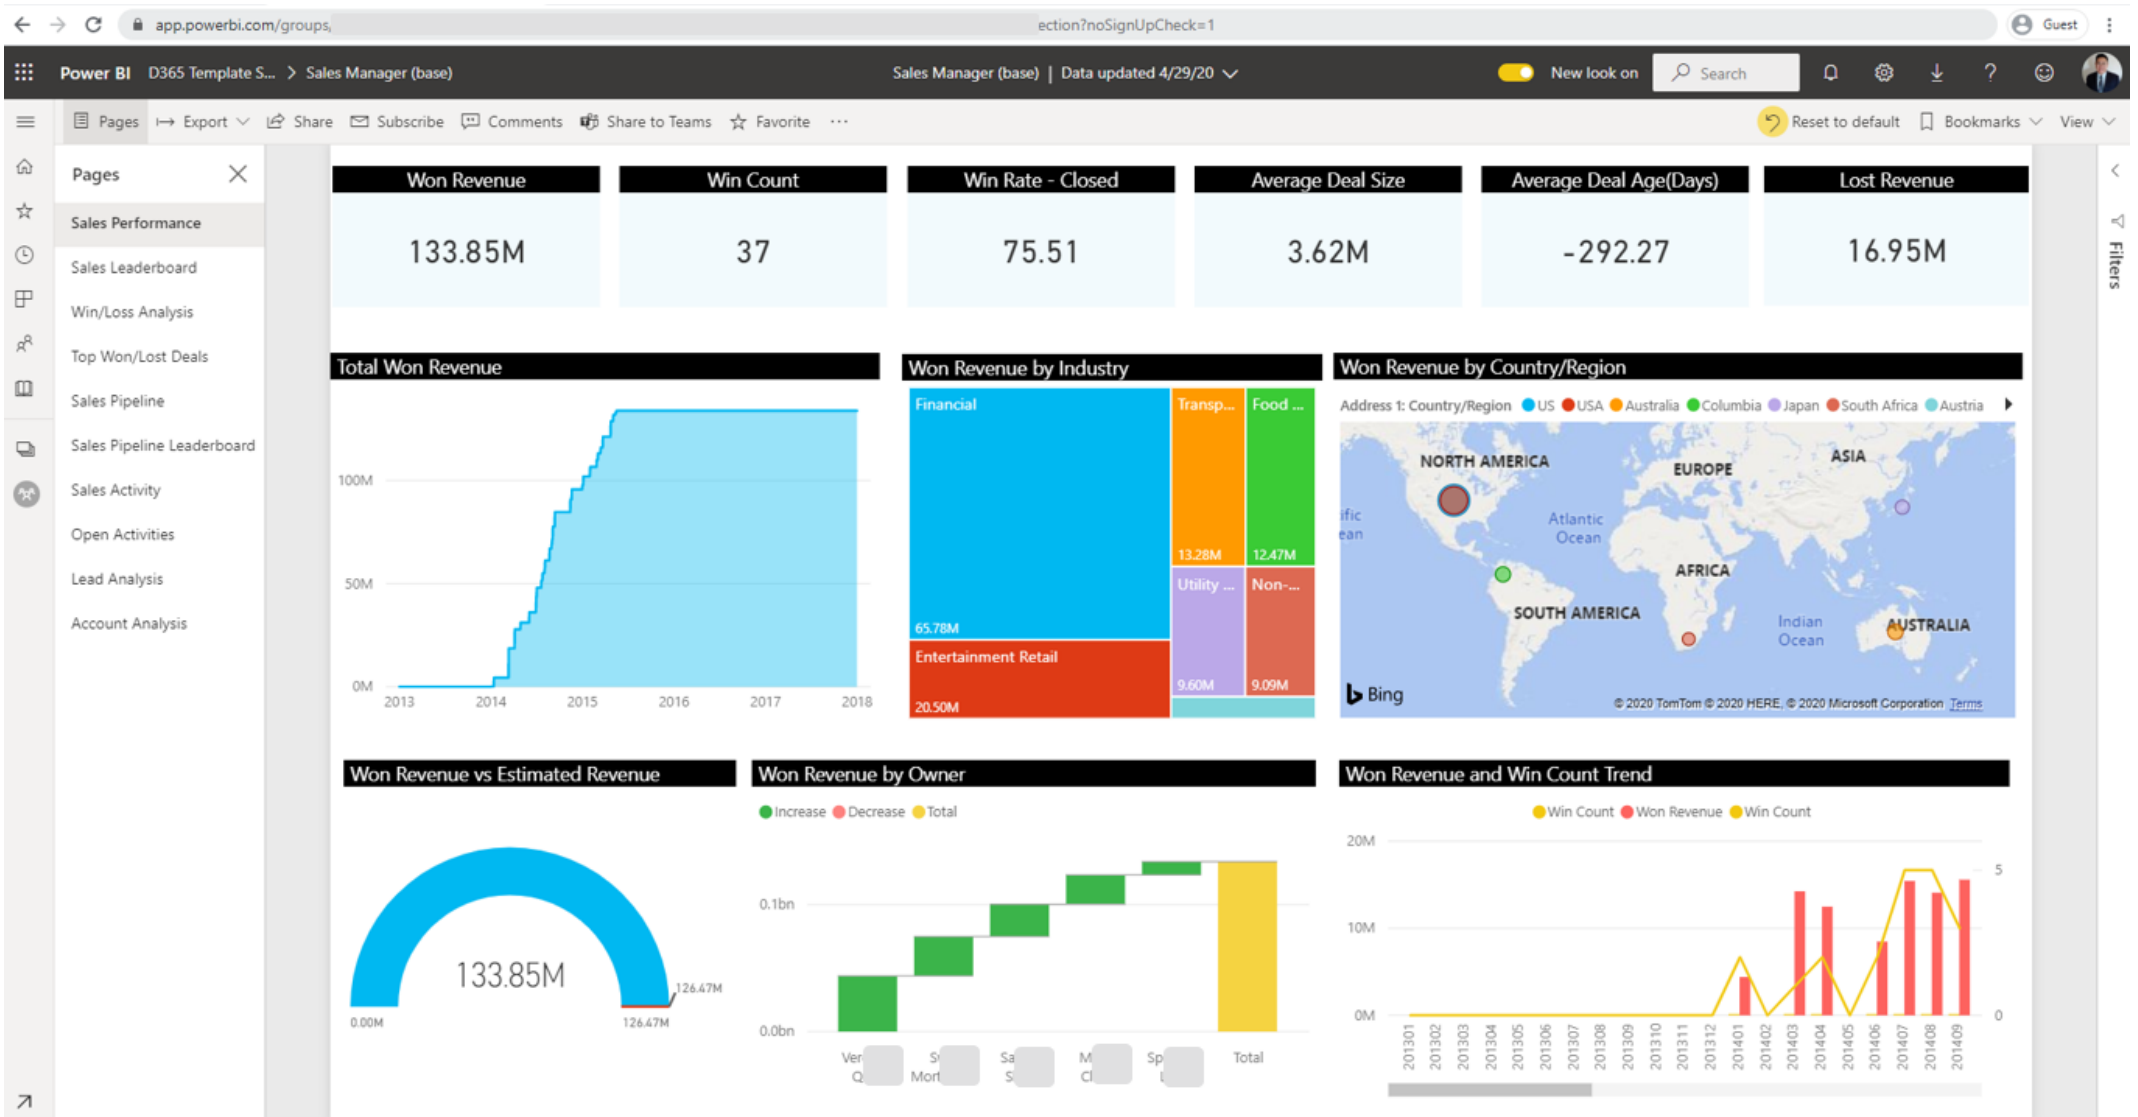 app.powerbi.com/groups
ection?noSignUpCheck=1
Guest
Power BI D365 Template S... > Sales Manager (base)
Sales Manager (base) | Data updated 4/29/20
New look on
Search
Pages Export Share Subscribe Comments Share to Teams Favorite ...
Reset to default Bookmarks View
Pages
Sales Performance
Sales Leaderboard
Win/Loss Analysis
Top Won/Lost Deals
Sales Pipeline
Sales Pipeline Leaderboard
Sales Activity
Open Activities
Lead Analysis
Account Analysis
Filters
Won Revenue
133.85M
Win Count
37
Win Rate - Closed
75.51
Average Deal Size
3.62M
Average Deal Age(Days)
-292.27
Lost Revenue
16.95M
Total Won Revenue
100M
50M
0M
2013 2014 2015 2016 2017 2018
Won Revenue by Industry
Financial
65.78M
Entertainment Retail
20.50M
Transp...
13.28M
Food ...
12.47M
Utility ...
9.60M
Non-...
9.09M
Won Revenue by Country/Region
Address 1: Country/Region US USA Australia Columbia Japan South Africa Austria
NORTH AMERICA
EUROPE
ASIA
ific
ean
Atlantic
Ocean
AFRICA
SOUTH AMERICA
Indian
Ocean
AUSTRALIA
Bing
© 2020 TomTom © 2020 HERE, © 2020 Microsoft Corporation Terms
Won Revenue vs Estimated Revenue
133.85M
126.47M
0.00M
126.47M
Won Revenue by Owner
Increase Decrease Total
0.1bn
0.0bn
Ver
Q
S
Mort
Sa
S
M
Cl
Sp
L
Total
Won Revenue and Win Count Trend
Win Count Won Revenue Win Count
20M
10M
0M
5
0
201301 201302 201303 201304 201305 201306 201307 201308 201309 201310 201311 201312 201401 201402 201403 201404 201405 201406 201407 201408 201409